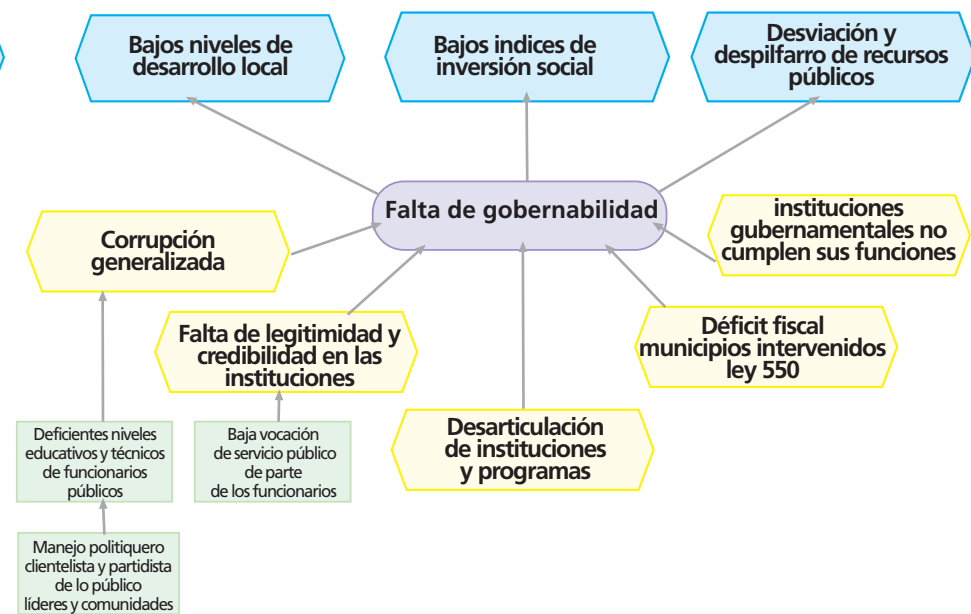 Bajos niveles de
desarrollo local
Bajos indices de
inversión social
Desviación y
despilfarro de recursos
públicos
Falta de gobernabilidad
Corrupción
generalizada
instituciones
gubernamentales no
cumplen sus funciones
Falta de legitimidad y
credibilidad en las
instituciones
Déficit fiscal
municipios intervenidos
ley 550
Desarticulación
de instituciones
y programas
Deficientes niveles
educativos y técnicos
de funcionarios
públicos
Baja vocación
de servicio público
de parte
de los funcionarios
Manejo politiquero
clientelista y partidista
de lo público
líderes y comunidades